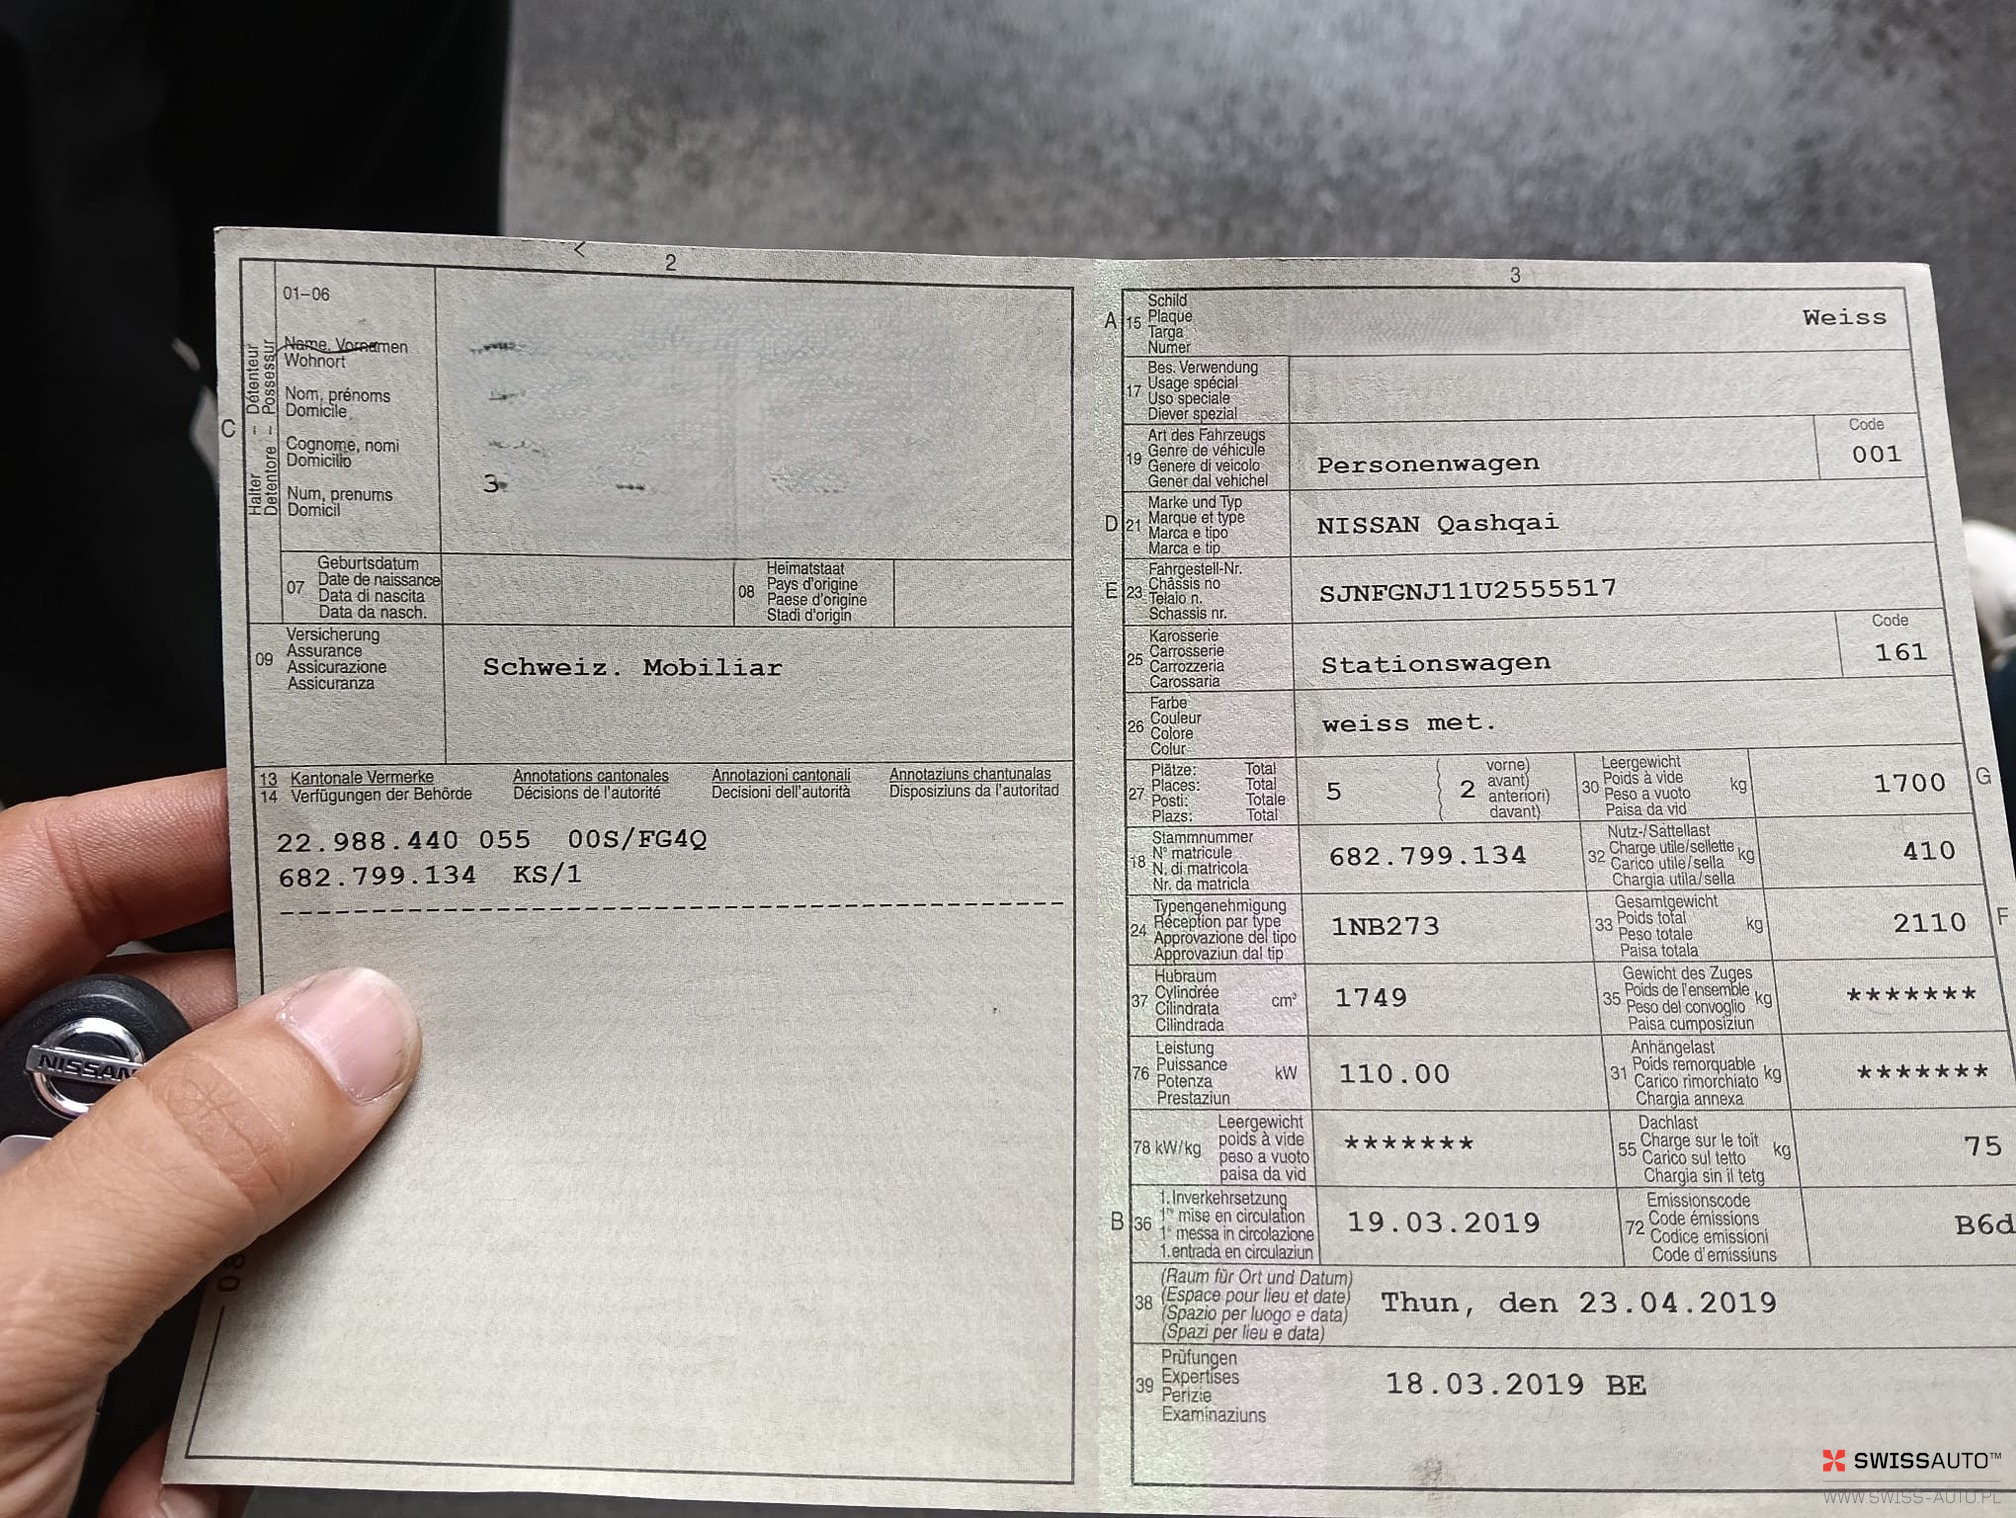 2
01-06
Name, Vornamen
Wohnort
Nom, prénoms
Domicile
Cognome, nomi
Domicilio
Num, prenums
Domicil
C
Halter - Détenteur
Detentore - Possessur
3
07 Geburtsdatum
Date de naissance
Data di nascita
Data da nasch.
08 Heimatstaat
Pays d'origine
Paese d'origine
Stadi d'origin
09 Versicherung
Assurance
Assicurazione
Assicuranza
Schweiz. Mobiliar
13 Kantonale Vermerke Annotations cantonales Annotazioni cantonali Annotaziuns chantunalas
14 Verfügungen der Behörde Décisions de l'autorité Decisioni dell'autorità Disposiziuns da l'autoritad
22.988.440 055 00S/FG4Q
682.799.134 KS/1
NISSAN
3
A 15 Schild
Plaque
Targa
Numer
Weiss
17 Bes. Verwendung
Usage spécial
Uso speciale
Diever spezial
19 Art des Fahrzeugs
Genre de véhicule
Genere di veicolo
Gener dal vehichel
Personenwagen
Code
001
D 21 Marke und Typ
Marque et type
Marca e tipo
Marca e tip
NISSAN Qashqai
E 23 Fahrgestell-Nr.
Châssis no
Telaio n.
Schassis nr.
SJNFGNJ11U2555517
25 Karosserie
Carrosserie
Carrozzeria
Carossaria
Stationswagen
Code
161
26 Farbe
Couleur
Colore
Colur
weiss met.
27 Plätze: Total
Places: Total
Posti: Totale
Plazs: Total
5 ( 2 vorne)
avant)
anteriori)
davant)
30 Leergewicht
Poids à vide
Peso a vuoto
Paisa da vid
kg 1700 G
18 Stammnummer
N° matricule
N. di matricola
Nr. da matricla
682.799.134
32 Nutz-/Sattellast
Charge utile/sellette
Carico utile/sella
Chargia utila/sella
kg 410
24 Typengenehmigung
Réception par type
Approvazione del tipo
Approvaziun dal tip
1NB273
33 Gesamtgewicht
Poids total
Peso totale
Paisa totala
kg 2110 F
37 Hubraum
Cylindrée
Cilindrata
Cilindrada
cm³ 1749
35 Gewicht des Zuges
Poids de l'ensemble
Peso del convoglio
Paisa cumposiziun
kg *******
76 Leistung
Puissance
Potenza
Prestaziun
kW 110.00
31 Anhängelast
Poids remorquable
Carico rimorchiato
Chargia annexa
kg *******
78 kW/kg Leergewicht
poids à vide
peso a vuoto
paisa da vid
*******
55 Dachlast
Charge sur le toit
Carico sul tetto
Chargia sin il tetg
kg 75
B 36 1. Inverkehrsetzung
1re mise en circulation
1a messa in circolazione
1. entrada en circulaziun
19.03.2019
72 Emissionscode
Code émissions
Codice emissioni
Code d'emissiuns
B6d
38 (Raum für Ort und Datum)
(Espace pour lieu et date)
(Spazio per luogo e data)
(Spazi per lieu e data)
Thun, den 23.04.2019
39 Prüfungen
Expertises
Perizie
Examinaziuns
18.03.2019 BE
SWISSAUTO™
WWW.SWISS-AUTO.PL